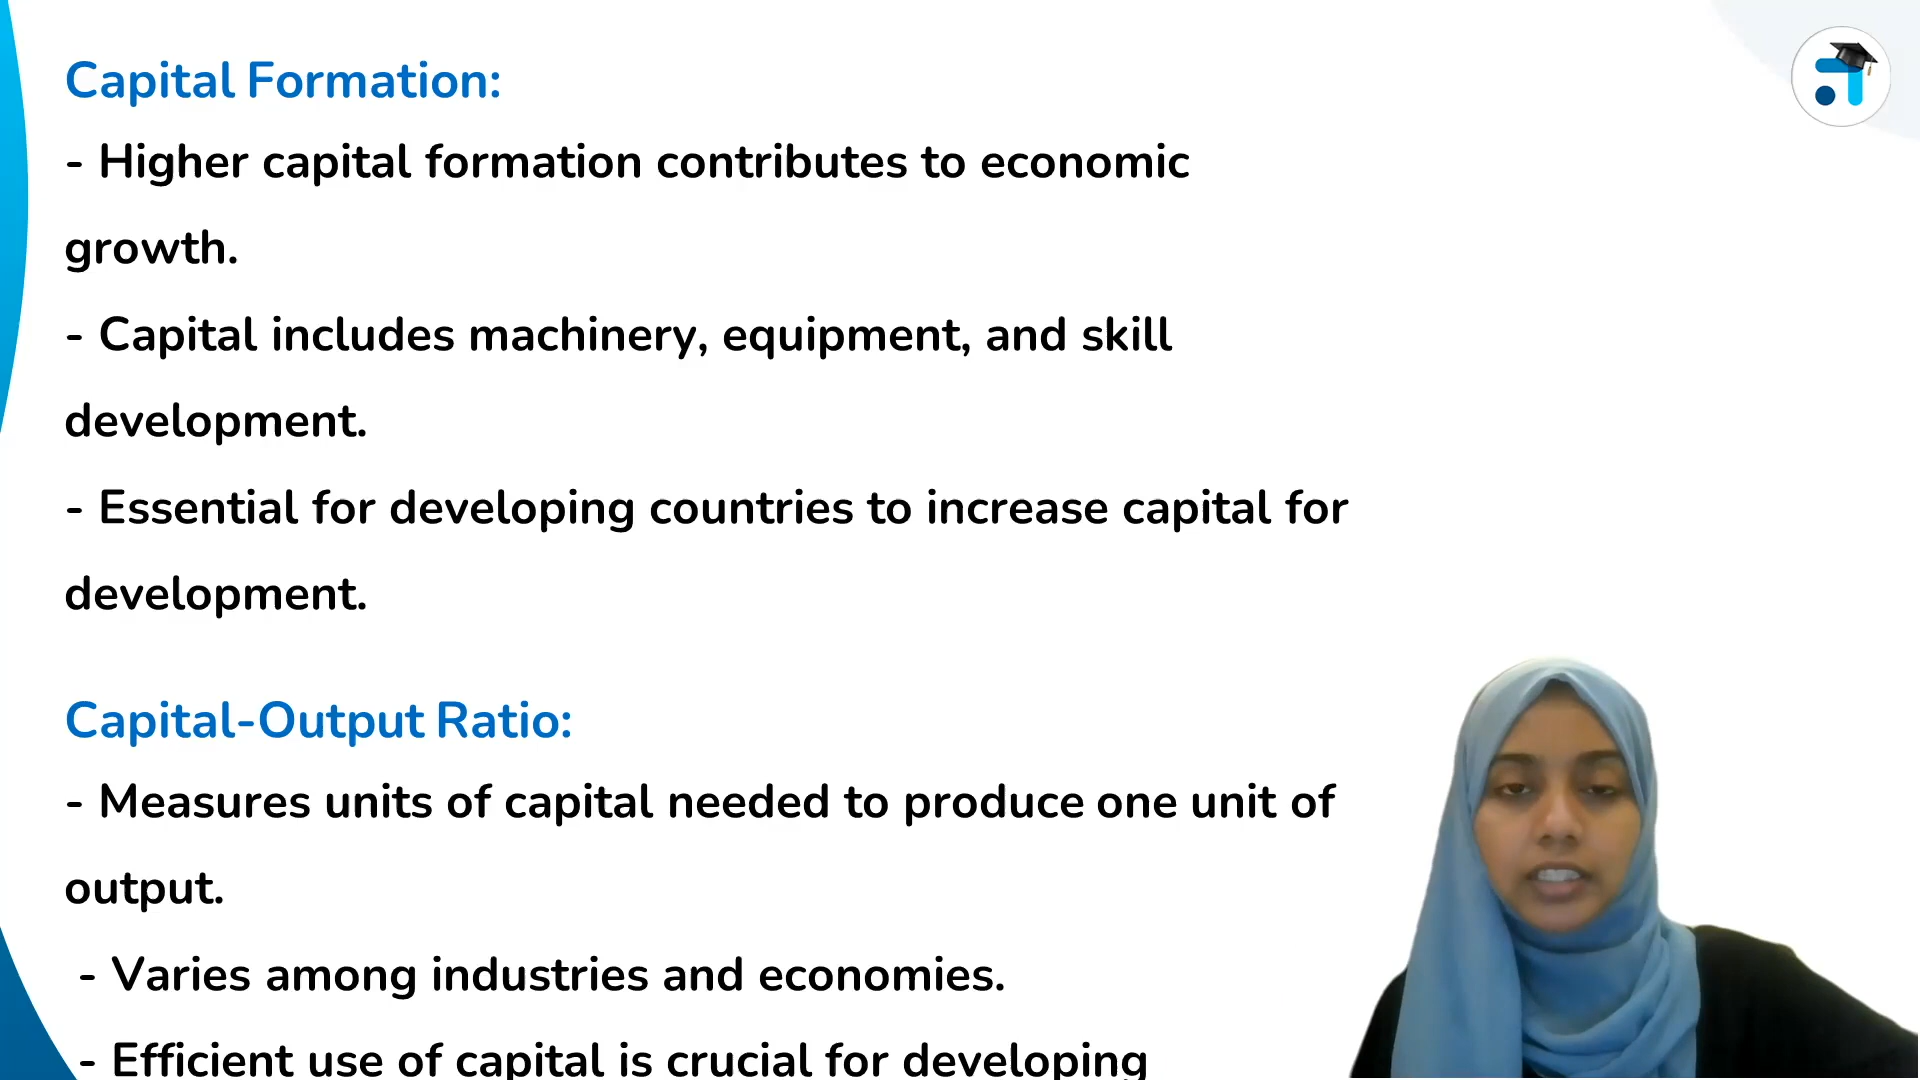 Capital Formation:
- Higher capital formation contributes to economic
growth.
- Capital includes machinery, equipment, and skill
development.
- Essential for developing countries to increase capital for
development.
Capital-Output Ratio:
- Measures units of capital needed to produce one unit of
output.
- Varies among industries and economies.
- Efficient use of capital is crucial for developing